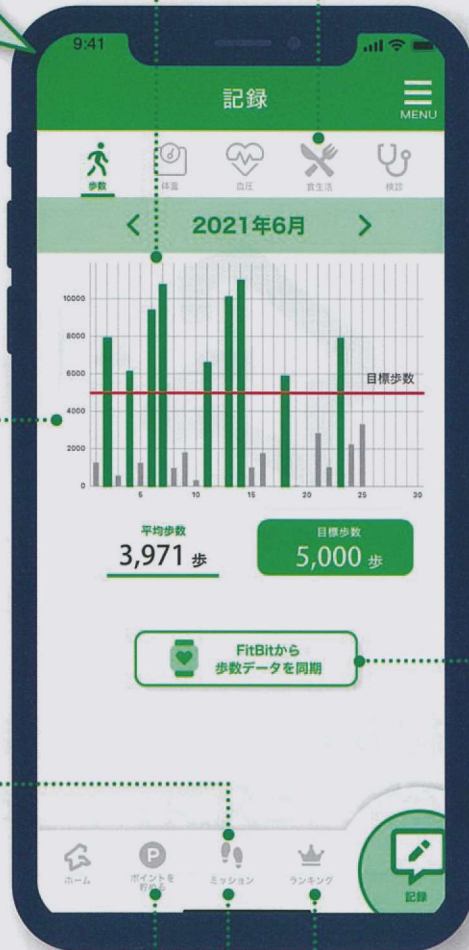 9:41
記録
MENU
歩数
体重
血圧
食生活
検診
2021年6月
10000
8000
6000
4000
2000
0
目標歩数
5
10
15
20
25
30
平均歩数
3,971 歩
目標歩数
5,000 歩
FitBitから
歩数データを同期
ホーム
ポイントを
貯める
ミッション
ランキング
記録